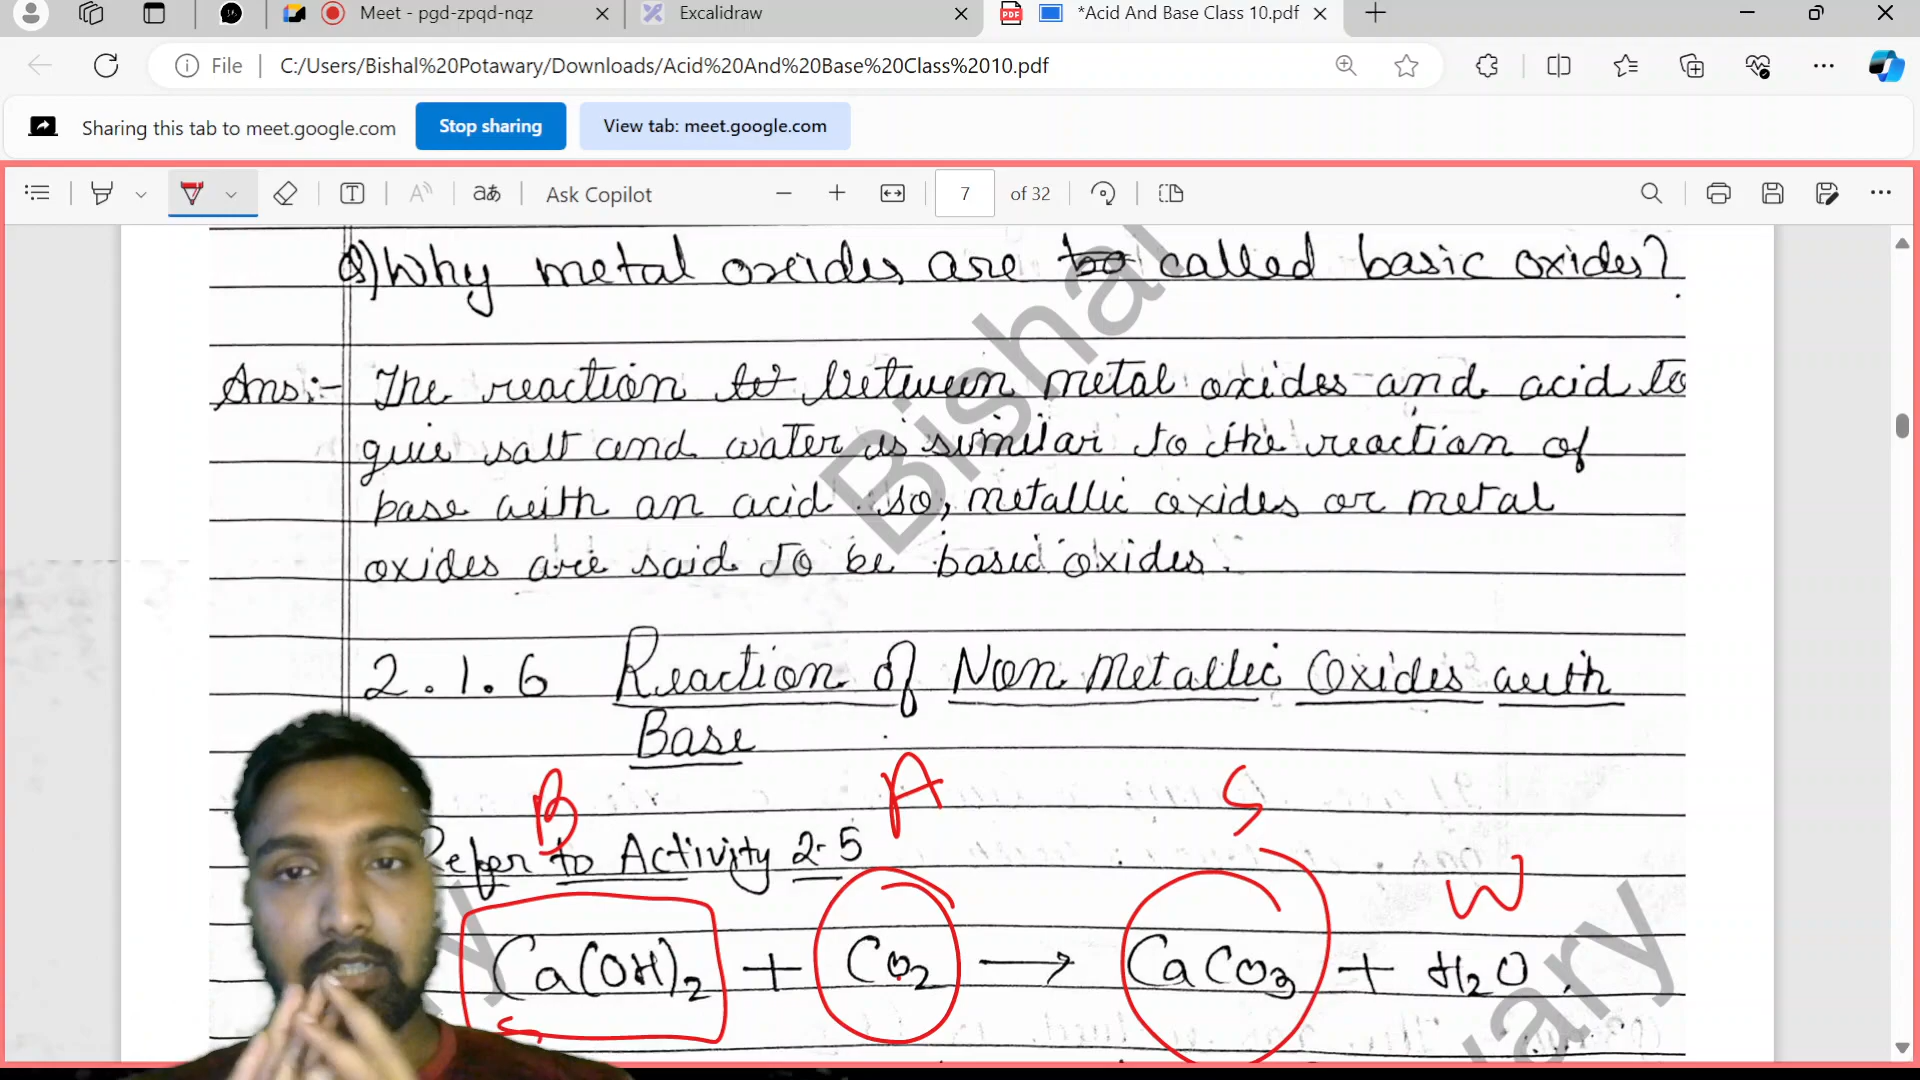 Meet - pgd-zpqd-nqz
Excalidraw
*Acid And Base Class 10.pdf
File
C:/Users/Bishal%20Potawary/Downloads/Acid%20And%20Base%20Class%2010.pdf
Sharing this tab to meet.google.com
Stop sharing
View tab: meet.google.com
Ask Copilot
7 of 32
Q) Why metal oxides are called basic oxides?
Ans:- The reaction between metal oxides and acid to
give salt and water is similar to the reaction of
base with an acid. So, metallic oxides or metal
oxides are said to be basic oxides.
2.1.6 Reaction of Non Metallic Oxides with
Base
B A S W
Refer to Activity 2.5
Ca(OH)2 + CO2 → CaCO3 + H2O.
Bishal
wary